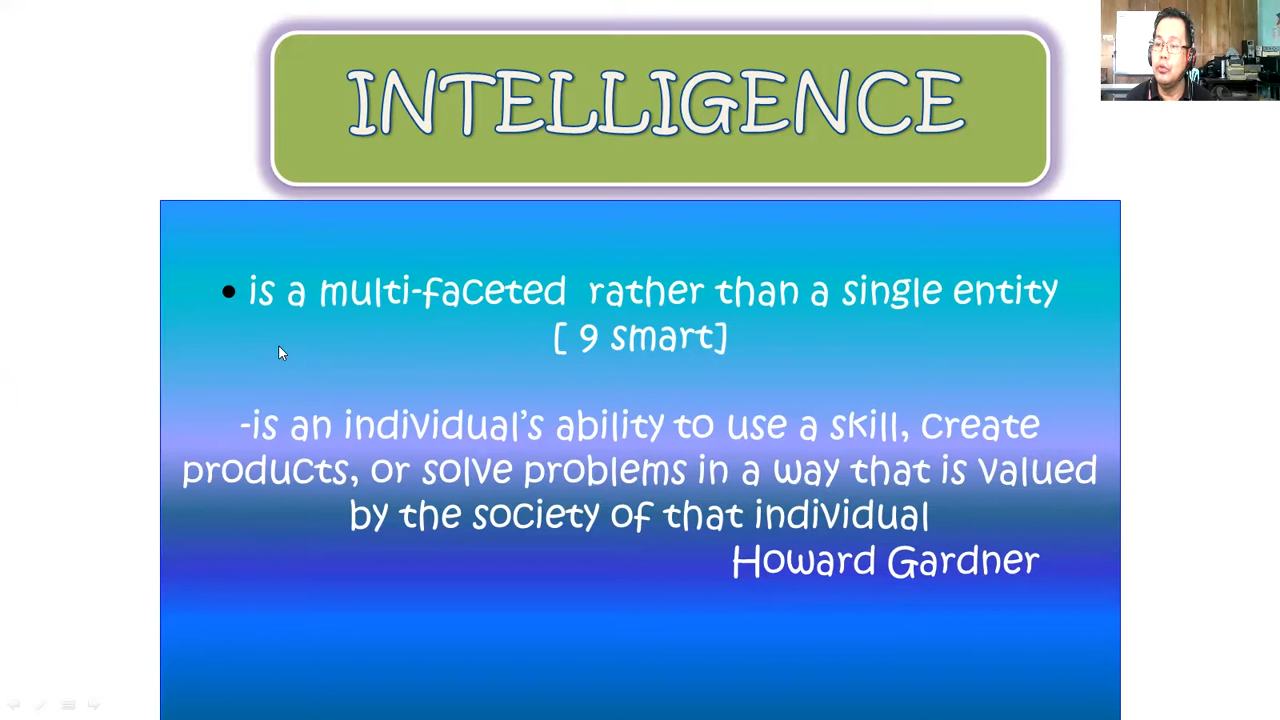 INTELLIGENCE
• is a multi-faceted rather than a single entity
[ 9 smart]
-is an individual's ability to use a skill, create
products, or solve problems in a way that is valued
by the society of that individual
Howard Gardner